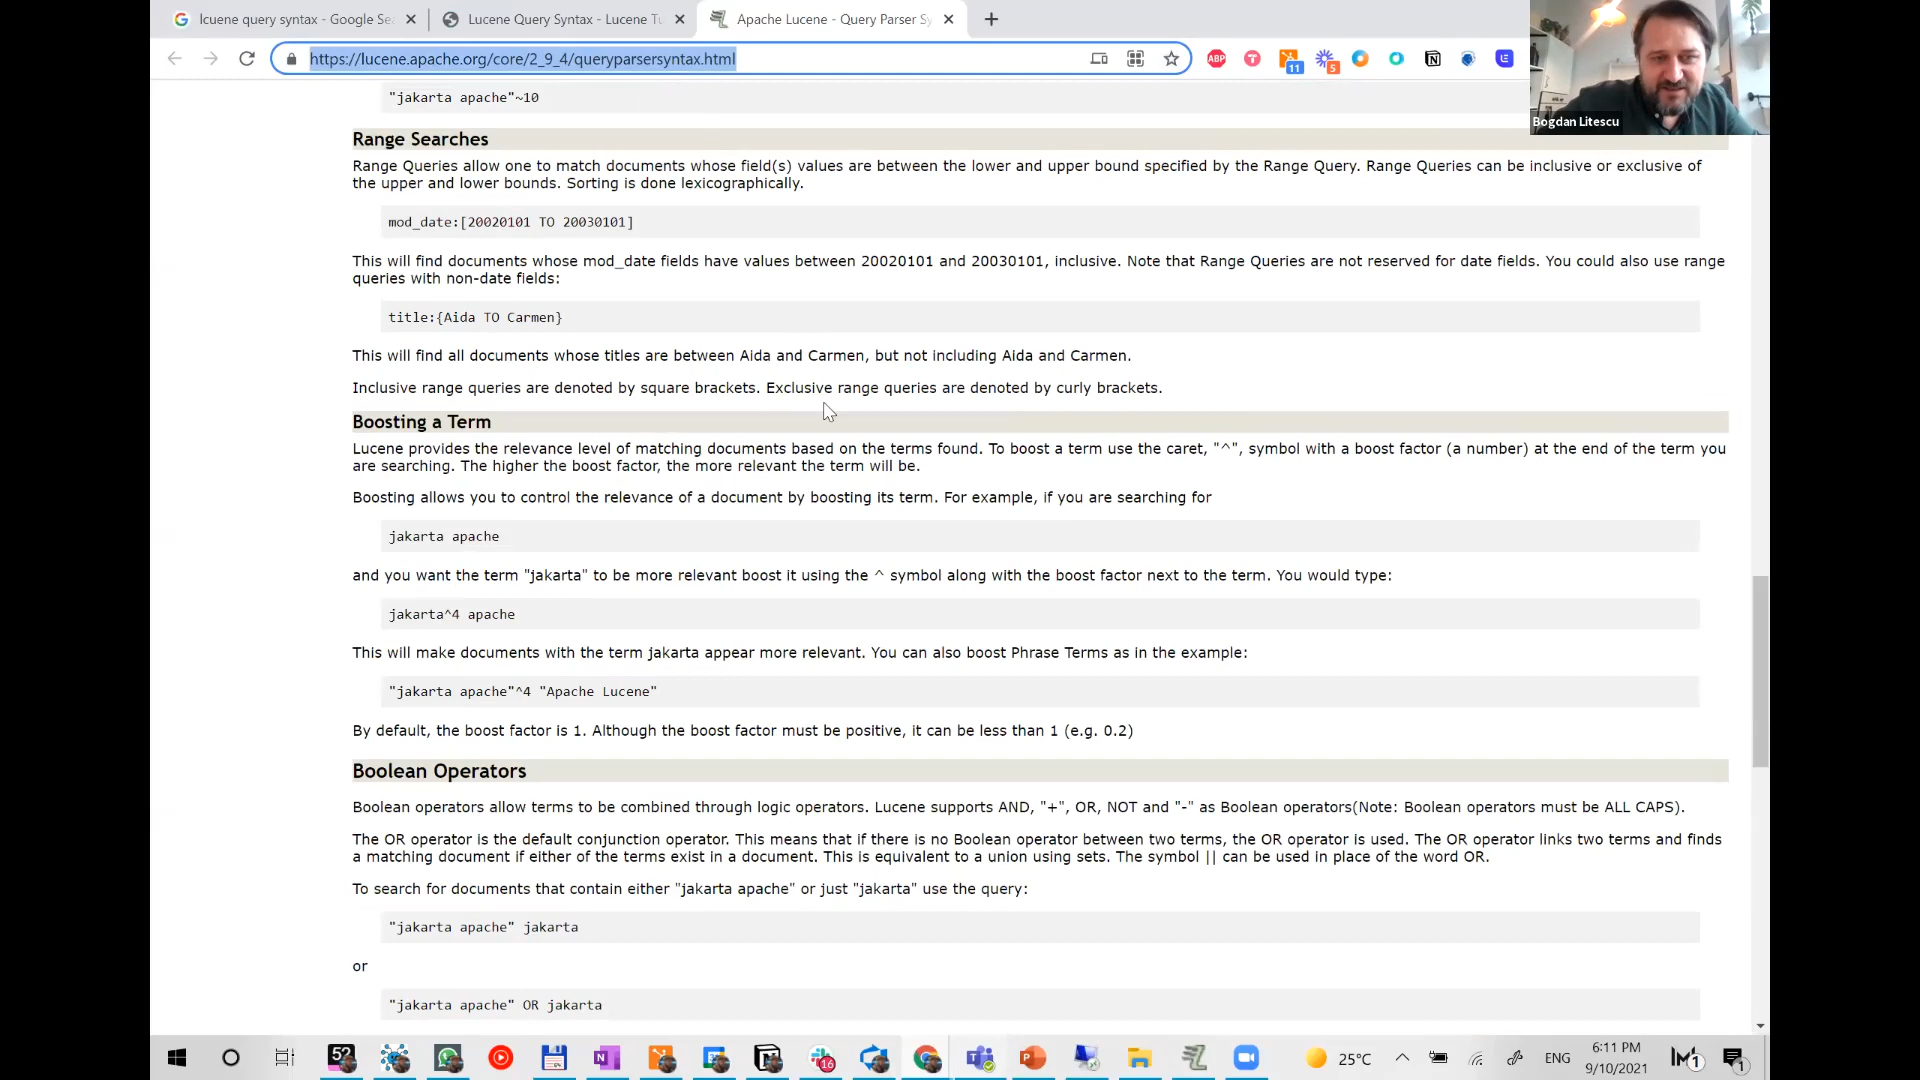 lcuene query syntax - Google Se
Lucene Query Syntax - Lucene Tu
Apache Lucene - Query Parser Sy
https://lucene.apache.org/core/2_9_4/queryparsersyntax.html
ABP
T
11
5
N
Bogdan Litescu
"jakarta apache"~10
Range Searches
Range Queries allow one to match documents whose field(s) values are between the lower and upper bound specified by the Range Query. Range Queries can be inclusive or exclusive of
the upper and lower bounds. Sorting is done lexicographically.
mod_date:[20020101 TO 20030101]
This will find documents whose mod_date fields have values between 20020101 and 20030101, inclusive. Note that Range Queries are not reserved for date fields. You could also use range
queries with non-date fields:
title:{Aida TO Carmen}
This will find all documents whose titles are between Aida and Carmen, but not including Aida and Carmen.
Inclusive range queries are denoted by square brackets. Exclusive range queries are denoted by curly brackets.
Boosting a Term
Lucene provides the relevance level of matching documents based on the terms found. To boost a term use the caret, "^", symbol with a boost factor (a number) at the end of the term you
are searching. The higher the boost factor, the more relevant the term will be.
Boosting allows you to control the relevance of a document by boosting its term. For example, if you are searching for
jakarta apache
and you want the term "jakarta" to be more relevant boost it using the ^ symbol along with the boost factor next to the term. You would type:
jakarta^4 apache
This will make documents with the term jakarta appear more relevant. You can also boost Phrase Terms as in the example:
"jakarta apache"^4 "Apache Lucene"
By default, the boost factor is 1. Although the boost factor must be positive, it can be less than 1 (e.g. 0.2)
Boolean Operators
Boolean operators allow terms to be combined through logic operators. Lucene supports AND, "+", OR, NOT and "-" as Boolean operators(Note: Boolean operators must be ALL CAPS).
The OR operator is the default conjunction operator. This means that if there is no Boolean operator between two terms, the OR operator is used. The OR operator links two terms and finds
a matching document if either of the terms exist in a document. This is equivalent to a union using sets. The symbol || can be used in place of the word OR.
To search for documents that contain either "jakarta apache" or just "jakarta" use the query:
"jakarta apache" jakarta
or
"jakarta apache" OR jakarta
52
16
25°C
ENG
6:11 PM
9/10/2021
1
1